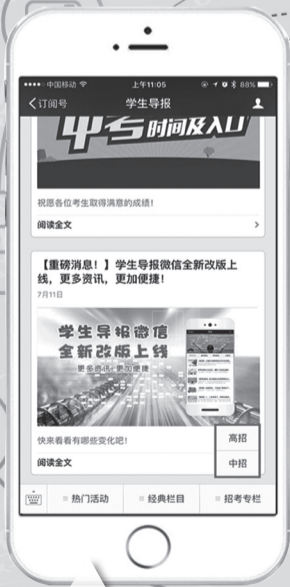 中国移动 上午11:05 88%
订阅号 学生导报
中考时间及入口
祝愿各位考生取得满意的成绩!
阅读全文
【重磅消息!】学生导报微信全新改版上
线,更多资讯,更加便捷!
7月11日
学生导报微信
全新改版上线
更多资讯 更加便捷
快来看看有哪些变化吧!
阅读全文
高招
中招
热门活动 经典栏目 招考专栏